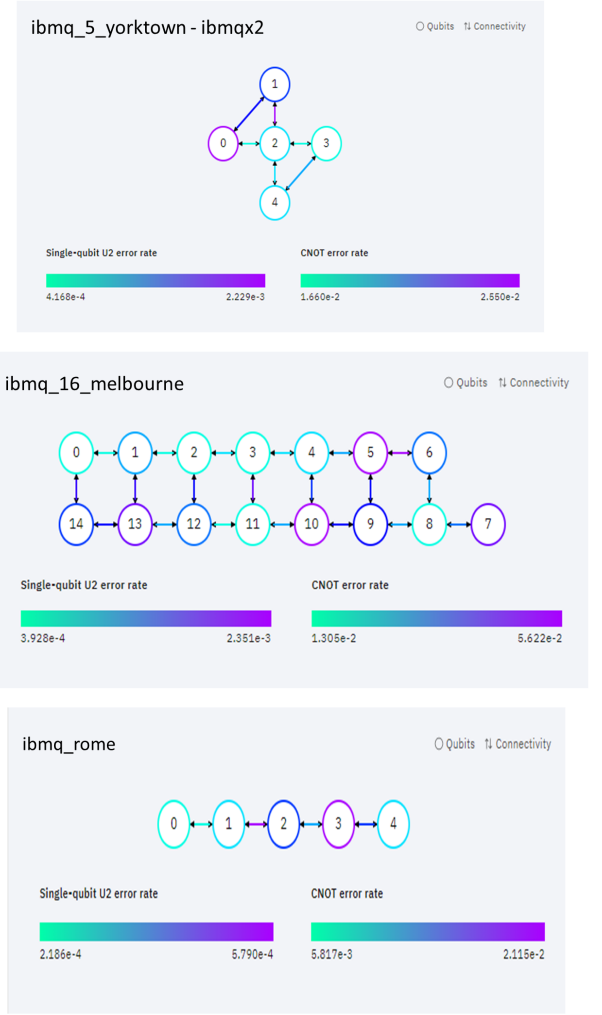 ibmq_5_yorktown - ibmqx2
Qubits Connectivity
1
0 2 3
4
Single-qubit U2 error rate CNOT error rate
4.168e-4 2.229e-3 1.660e-2 2.550e-2
ibmq_16_melbourne
Qubits Connectivity
0 1 2 3 4 5 6
14 13 12 11 10 9 8 7
Single-qubit U2 error rate CNOT error rate
3.928e-4 2.351e-3 1.305e-2 5.622e-2
ibmq_rome
Qubits Connectivity
0 1 2 3 4
Single-qubit U2 error rate CNOT error rate
2.186e-4 5.790e-4 5.817e-3 2.115e-2